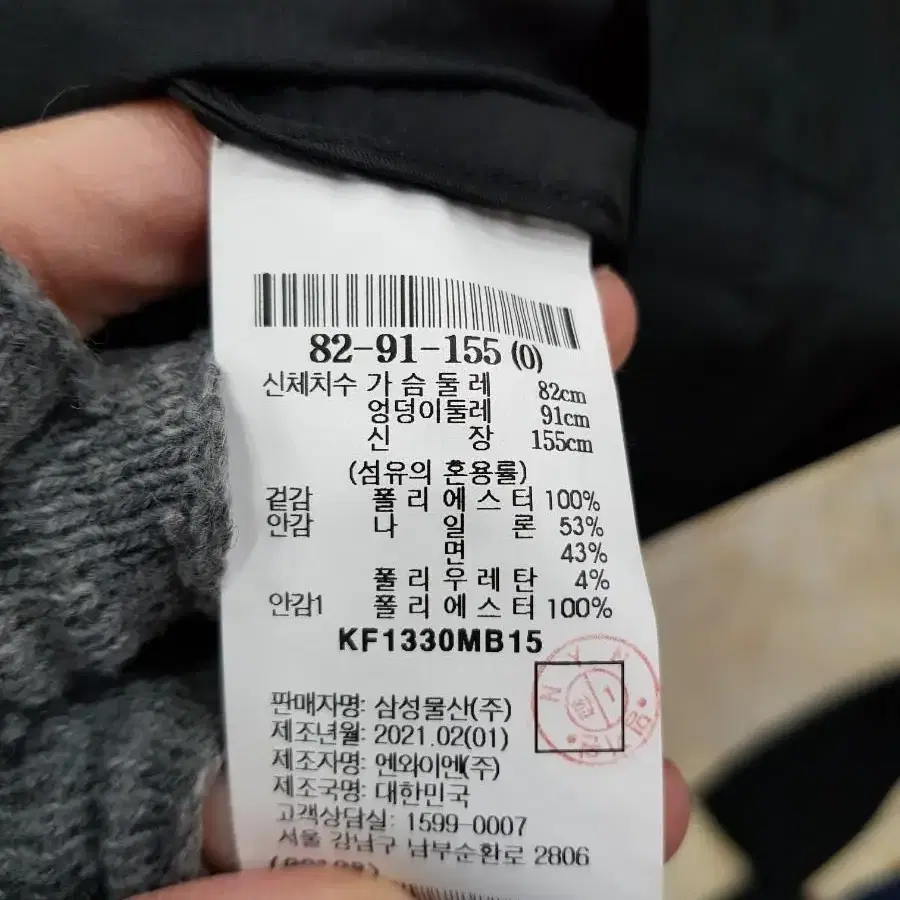 82-91-155 (0)
신체치수 가슴둘레 82cm
엉덩이둘레 91cm
신장 155cm
(섬유의 혼용률)
겉감 폴리에스터 100%
안감 나일론 53%
면 43%
폴리우레탄 4%
안감1 폴리에스터 100%
KF1330MB15
판매자명: 삼성물산(주)
제조년월: 2021.02(01)
제조자명: 엔와이엔(주)
제조국명: 대한민국
고객상담실: 1599-0007
서울 강남구 남부순환로 2806